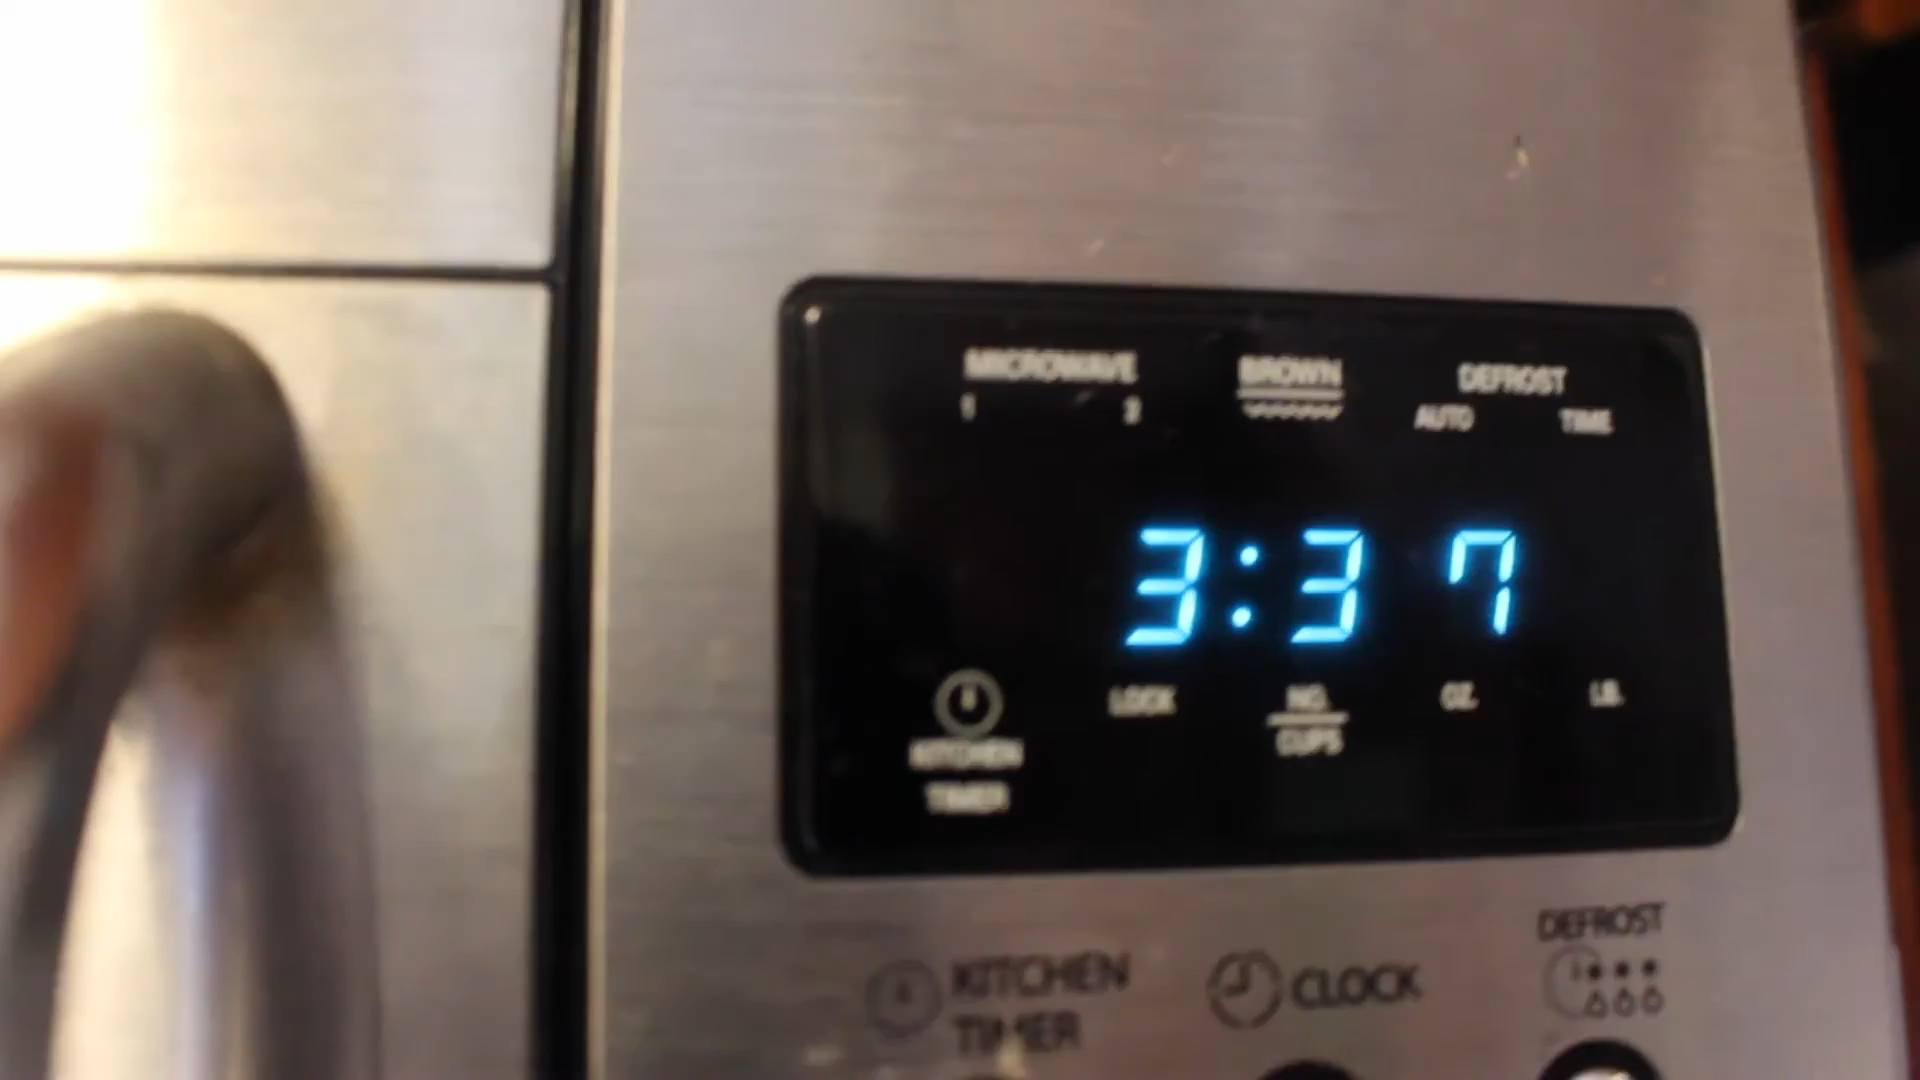 MICROWAVE BROWN DEFROST
1 2 AUTO TIME
3:37
LOCK NO. OZ. LB.
CUPS
KITCHEN
TIMER
DEFROST
KITCHEN CLOCK
TIMER